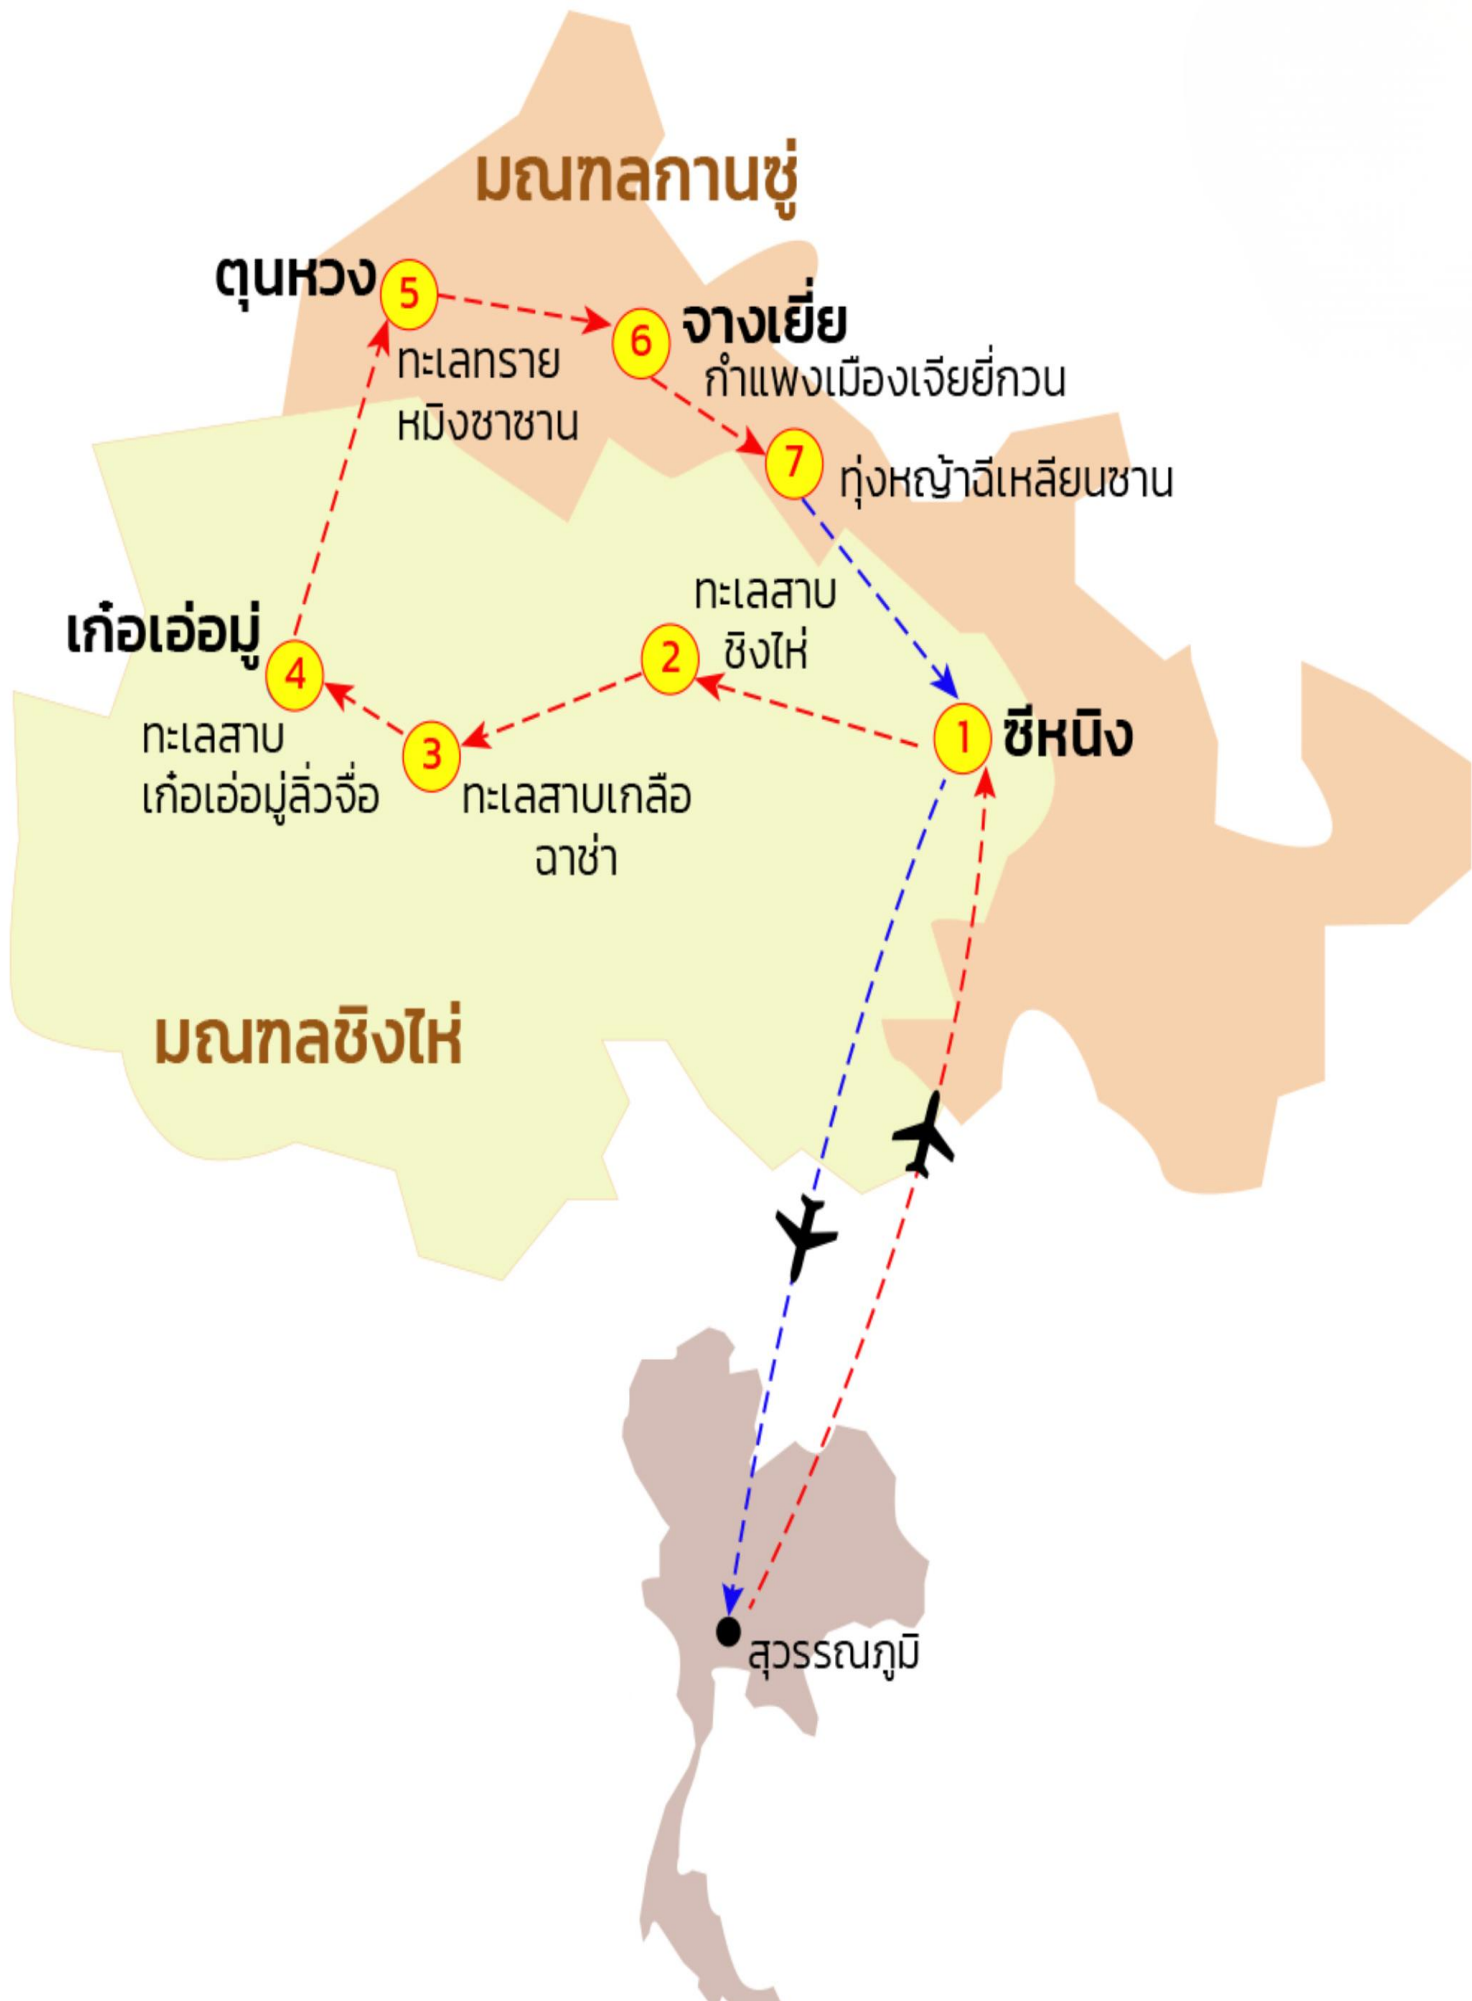 มณฑลกานซู่
ตุนหวง
5
ทะเลทราย
หมิงซาซาน
6
จางเยี่ย
กำแพงเมืองเจียยี่กวน
7
ทุ่งหญ้าฉีเหลียนซาน
ทะเลสาบ
ชิงไห่
2
เก๋อเอ่อมู่
4
ทะเลสาบ
เก๋อเอ่อมู่ลิ่วจื่อ
3
ทะเลสาบเกลือ
ฉาช่า
1
ซีหนิง
มณฑลชิงไห่
สุวรรณภูมิ